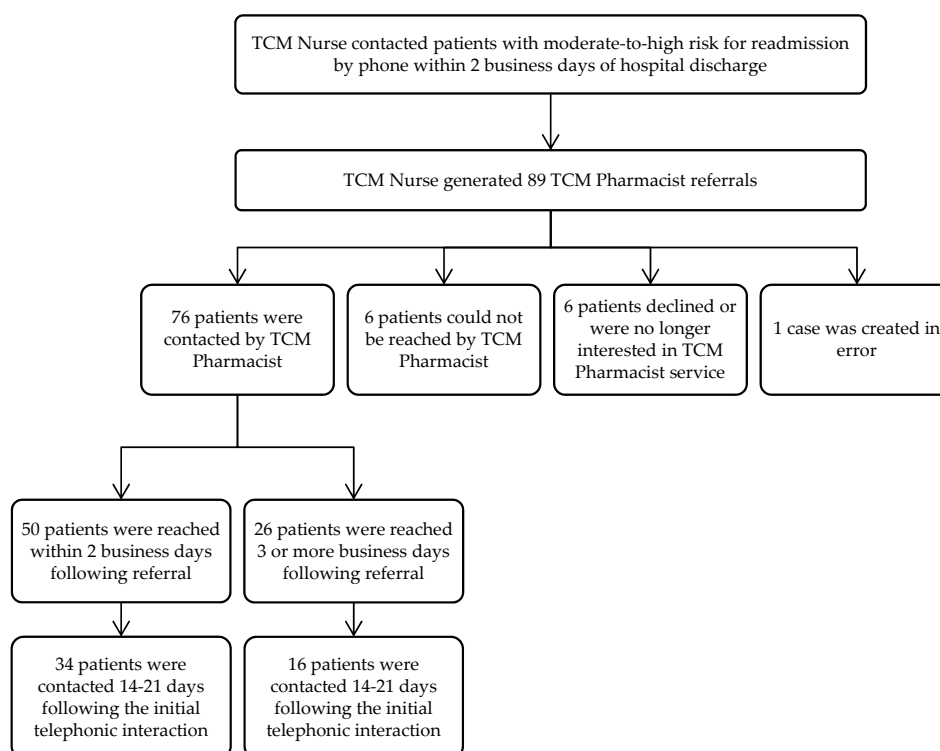 TCM Nurse contacted patients with moderate-to-high risk for readmission
by phone within 2 business days of hospital discharge
TCM Nurse generated 89 TCM Pharmacist referrals
76 patients were
contacted by TCM
Pharmacist
6 patients could not
be reached by TCM
Pharmacist
6 patients declined or
were no longer
interested in TCM
Pharmacist service
1 case was created in
error
50 patients were reached
within 2 business days
following referral
26 patients were reached
3 or more business days
following referral
34 patients were
contacted 14-21 days
following the initial
telephonic interaction
16 patients were
contacted 14-21 days
following the initial
telephonic interaction